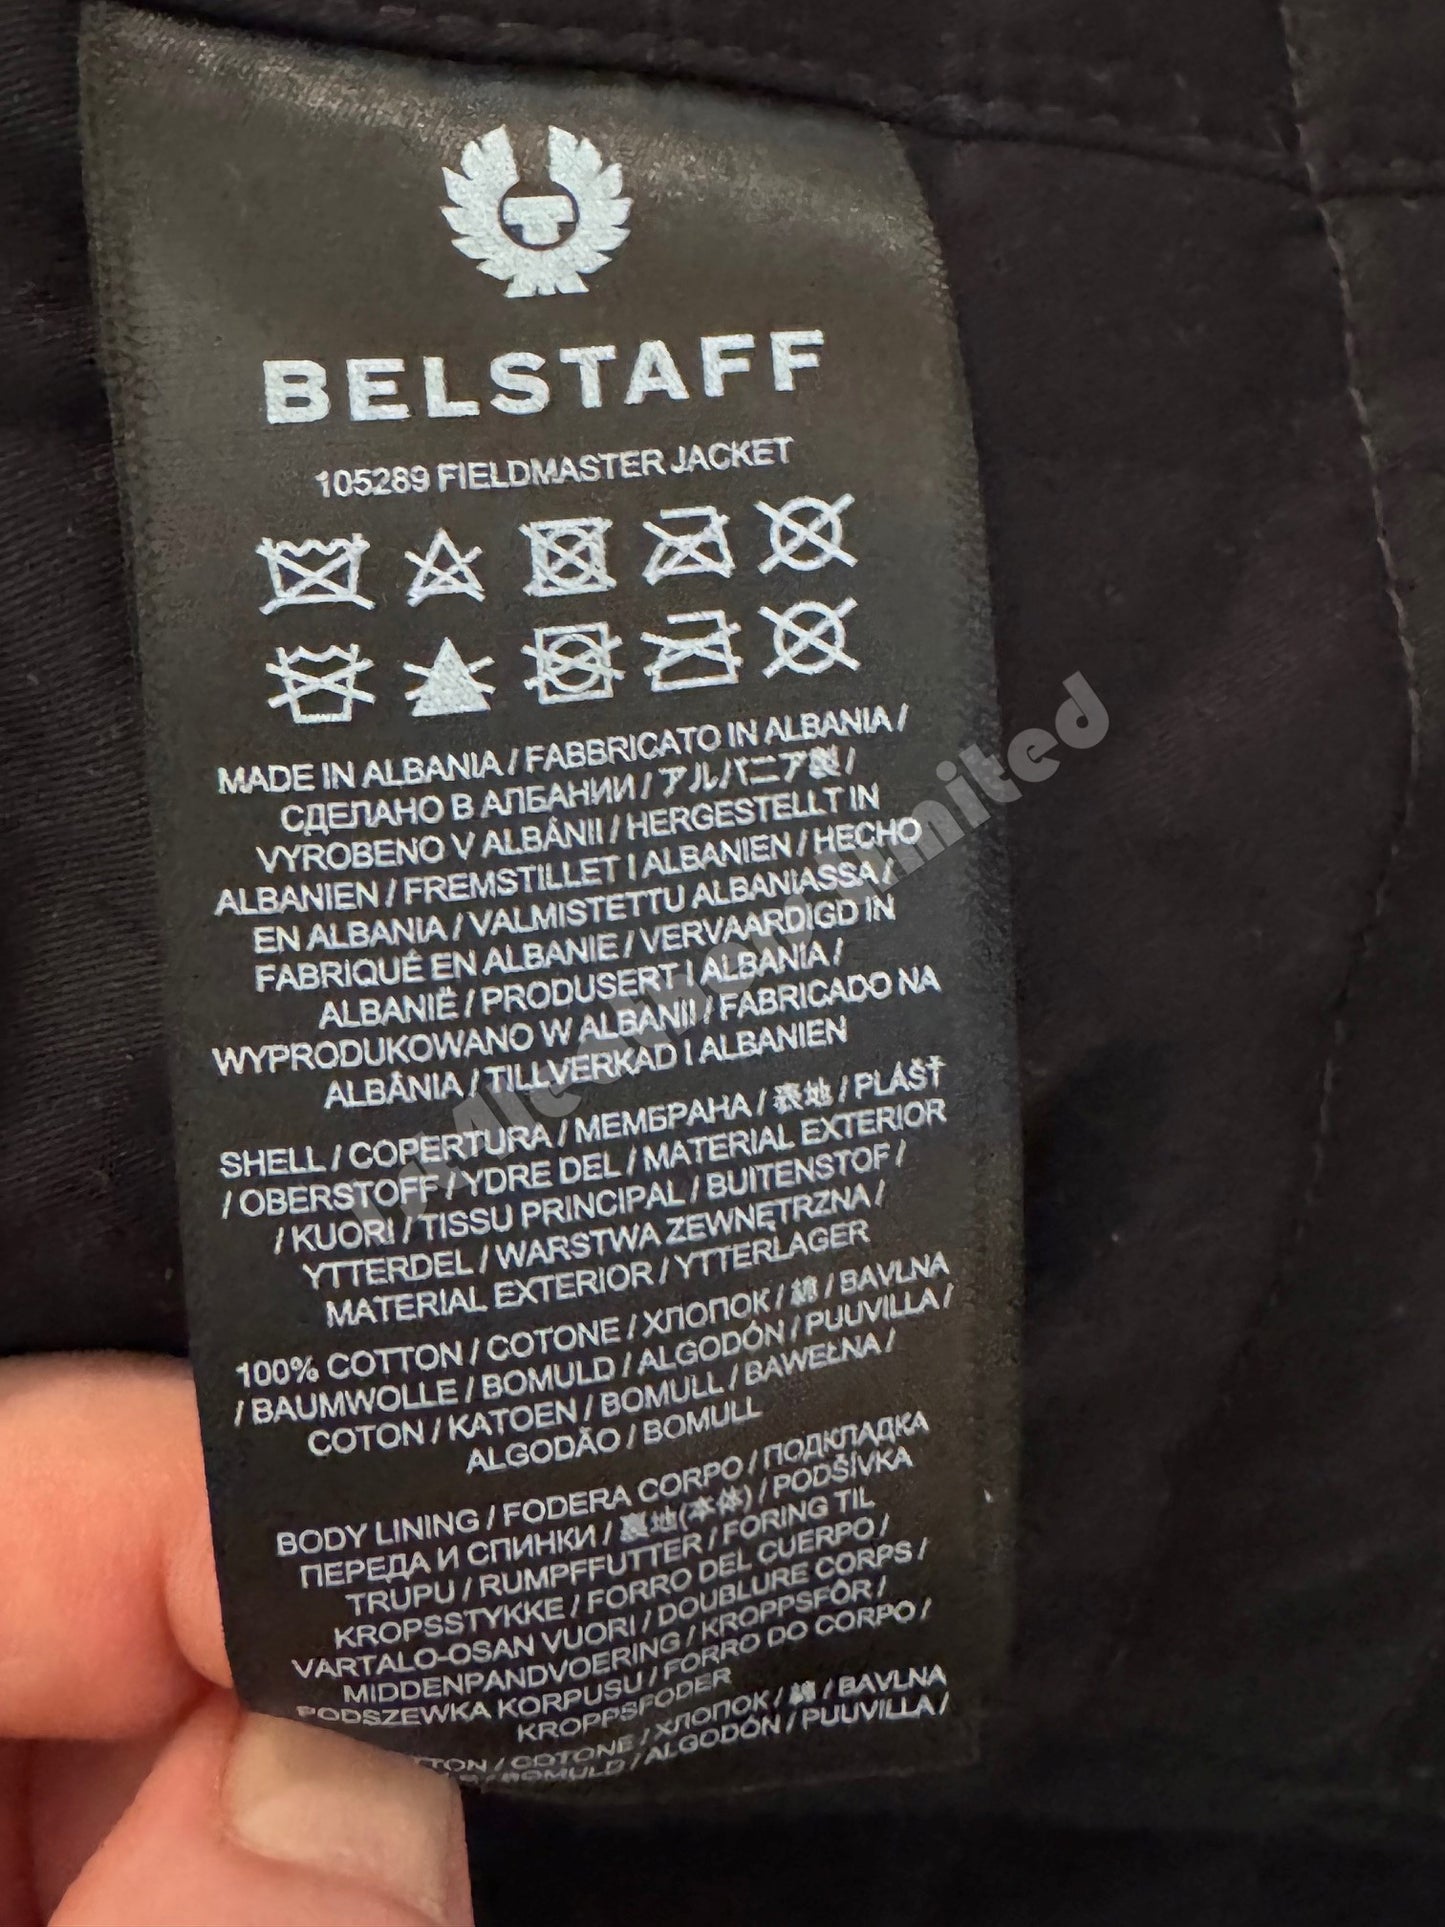 BELSTAFF
105289 FIELDMASTER JACKET
MADE IN ALBANIA / FABBRICATO IN ALBANIA /
СДЕЛАНО В АЛБАНИИ / アルバニア製 /
VYROBENO V ALBÁNII / HERGESTELLT IN
ALBANIEN / FREMSTILLET I ALBANIEN / HECHO
EN ALBANIA / VALMISTETTU ALBANIASSA /
FABRIQUÉ EN ALBANIE / VERVAARDIGD IN
ALBANIË / PRODUSERT I ALBANIA /
WYPRODUKOWANO W ALBANII / FABRICADO NA
ALBÂNIA / TILLVERKAD I ALBANIEN
SHELL / COPERTURA / МЕМБРАНА / 表地 / PLÁŠŤ
/ OBERSTOFF / YDRE DEL / MATERIAL EXTERIOR
/ KUORI / TISSU PRINCIPAL / BUITENSTOF /
YTTERDEL / WARSTWA ZEWNĘTRZNA /
MATERIAL EXTERIOR / YTTERLAGER
100% COTTON / COTONE / ХЛОПОК / 綿 / BAVLNA
/ BAUMWOLLE / BOMULD / ALGODÓN / PUUVILLA /
COTON / KATOEN / BOMULL / BAWEŁNA /
ALGODÃO / BOMULL
BODY LINING / FODERA CORPO / ПОДКЛАДКА
ПЕРЕДА И СПИНКИ / 裏地(本体) / PODŠÍVKA
TRUPU / RUMPFFUTTER / FORING TIL
KROPSSTYKKE / FORRO DEL CUERPO /
VARTALO-OSAN VUORI / DOUBLURE CORPS /
MIDDENPANDVOERING / KROPPSFÔR /
PODSZEWKA KORPUSU / FORRO DO CORPO /
KROPPSFODER
TON / COTONE / ХЛОПОК / 綿 / BAVLNA
/ BOMULD / ALGODÓN / PUUVILLA /